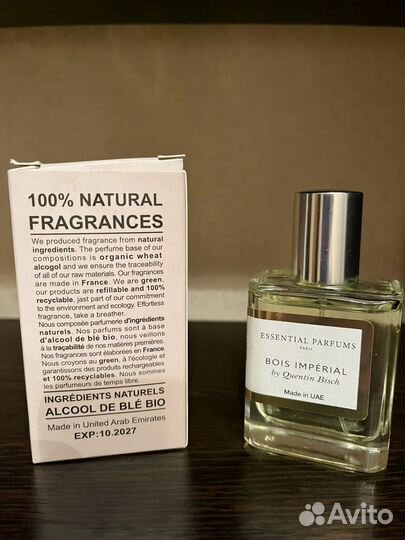 100% NATURAL
FRAGRANCES
We produced fragrance from natural
ingredients. The perfume base of our
compositions is organic wheat
alcogol and we ensure the traceability
of all of our raw materials. Our fragrances
are made in France. We are green,
our products are refillable and 100%
recyclable, jast part of our commitment
to the environment and ecology. Effortless
fragrance, take a breather.
Nous composée parfumerie d'ingrédients
naturels. Nos parfums sont à base
d'alcool de blé bio, nous veillons
à la traçabilité de nos matières premières.
Nos fragrances sont élaborées en France.
Nous croyons au green, à l'écologie et
garantissons des produits rechargeables
et 100% recyclables. Nous sommes
les parfumeurs de temps libre.
INGRÉDIENTS NATURELS
ALCOOL DE BLÉ BIO
Made in United Arab Emirates
EXP:10.2027
ESSENTIAL PARFUMS
PARIS
BOIS IMPÉRIAL
by Quentin Bisch
Made in UAE
Avito